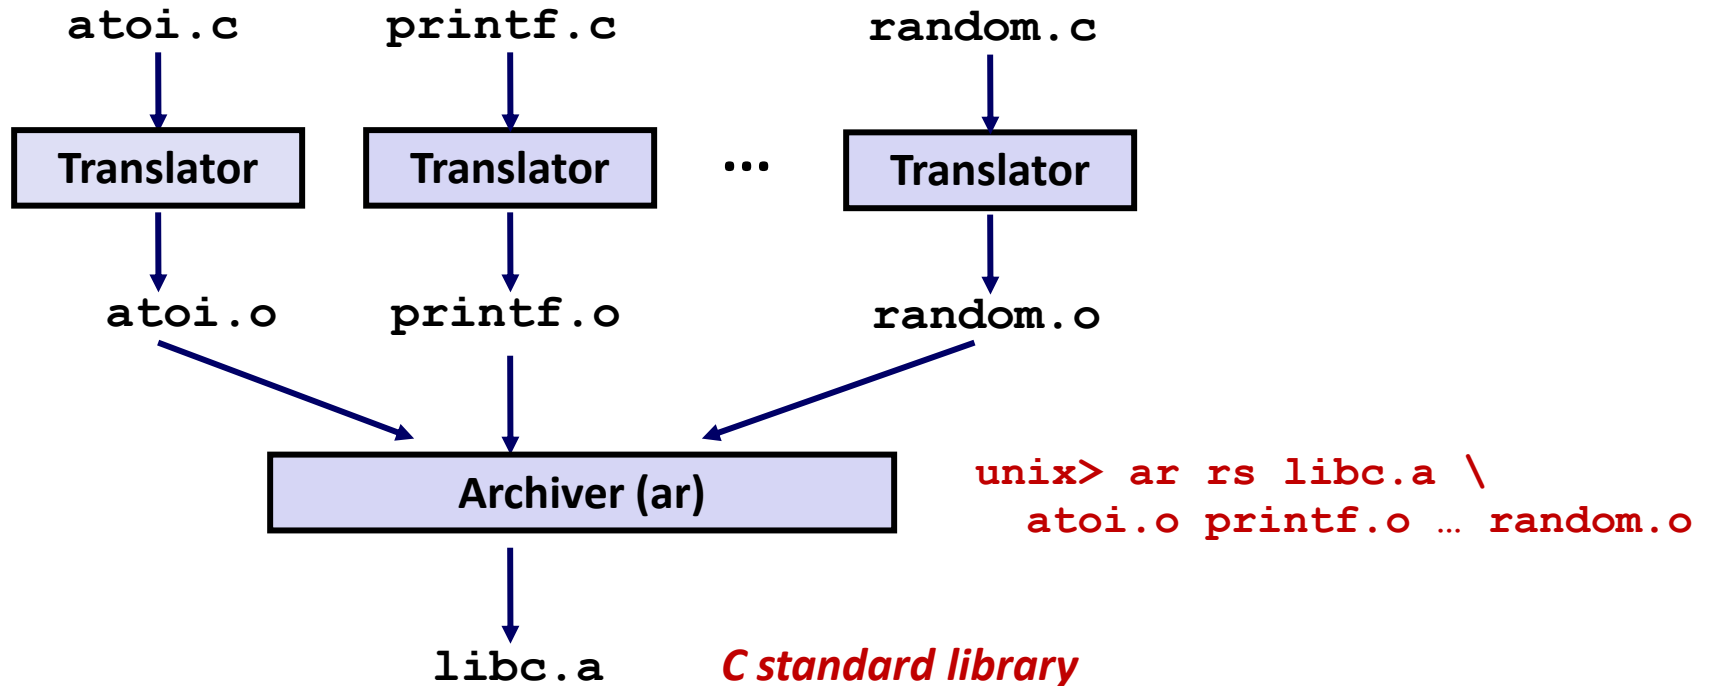 atoi.c printf.c random.c
Translator Translator ... Translator
atoi.o printf.o random.o
Archiver (ar)
unix> ar rs libc.a \
atoi.o printf.o … random.o
libc.a C standard library